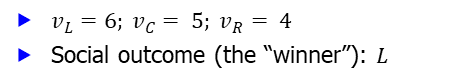 ▶ v_L = 6; v_C = 5; v_R = 4
▶ Social outcome (the “winner”): L